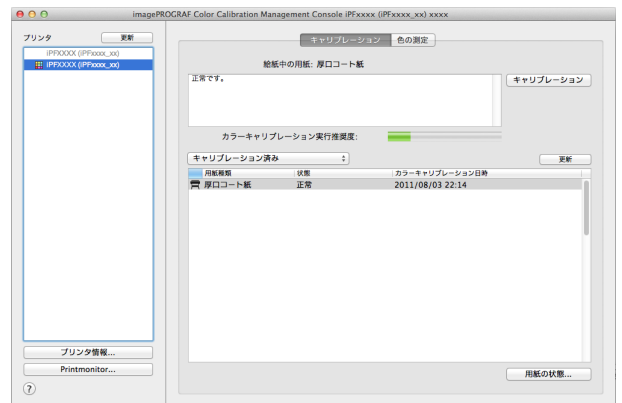 imagePROGRAF Color Calibration Management Console iPFxxxx (iPFxxxx_xx) xxxx
プリンタ
更新
iPFXXXX (iPFxxxx_xx)
iPFXXXX (iPFxxxx_xx)
プリンタ情報...
Printmonitor...
?
キャリブレーション 色の測定
給紙中の用紙: 厚口コート紙
正常です。
キャリブレーション
カラーキャリブレーション実行推奨度:
キャリブレーション済み
更新
用紙種類 状態 カラーキャリブレーション日時
厚口コート紙 正常 2011/08/03 22:14
用紙の状態...